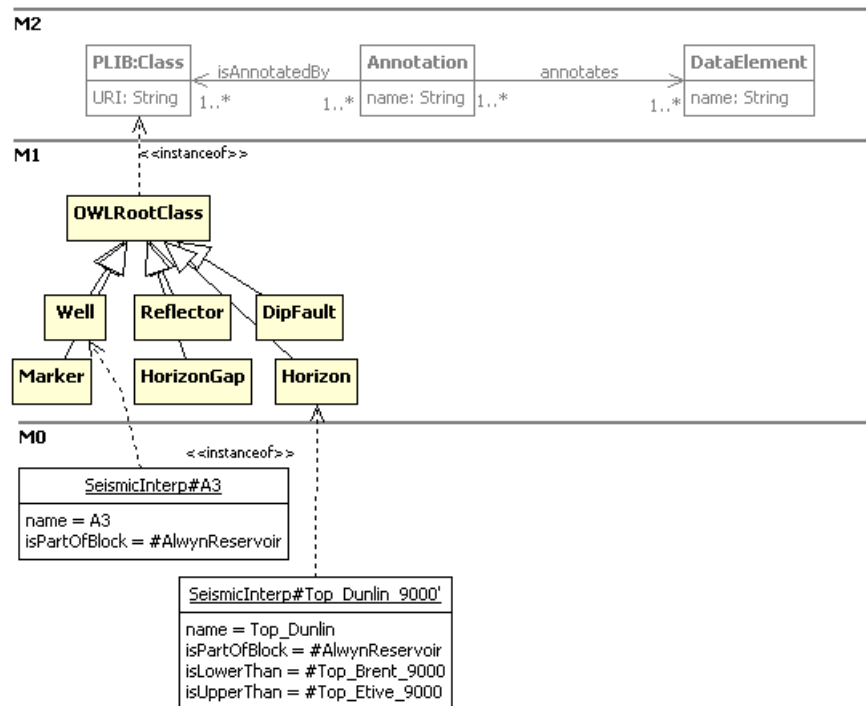 M2
PLIB:Class
URI: String
isAnnotatedBy
1..*
1..*
Annotation
name: String
annotates
1..*
1..*
DataElement
name: String
<<instanceof>>
M1
OWLRootClass
Well
Reflector
DipFault
Marker
HorizonGap
Horizon
M0
<<instanceof>>
SeismicInterp#A3
name = A3
isPartOfBlock = #AlwynReservoir
SeismicInterp#Top_Dunlin_9000'
name = Top_Dunlin
isPartOfBlock = #AlwynReservoir
isLowerThan = #Top_Brent_9000
isUpperThan = #Top_Etive_9000